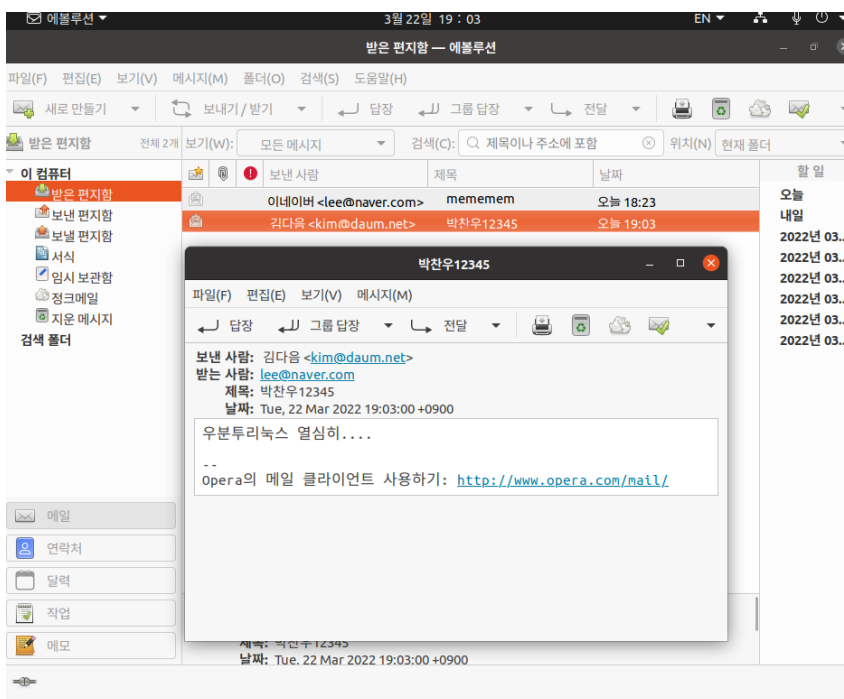 에볼루션
3월 22일 19 : 03
EN
받은 편지함 — 에볼루션
파일(F) 편집(E) 보기(V) 메시지(M) 폴더(O) 검색(S) 도움말(H)
새로 만들기 보내기 / 받기 답장 그룹 답장 전달
받은 편지함 전체 2개 보기(W): 모든 메시지 검색(C): 제목이나 주소에 포함 위치(N) 현재 폴더
이 컴퓨터
받은 편지함
보낸 편지함
보낼 편지함
서식
임시 보관함
정크메일
지운 메시지
검색 폴더
보낸 사람 제목 날짜
이네이버 <lee@naver.com> mememem 오늘 18:23
김다음 <kim@daum.net> 박찬우12345 오늘 19:03
할 일
오늘
내일
2022년 03..
2022년 03..
2022년 03..
2022년 03..
2022년 03..
2022년 03..
박찬우12345
파일(F) 편집(E) 보기(V) 메시지(M)
답장 그룹 답장 전달
보낸 사람: 김다음 <kim@daum.net>
받는 사람: lee@naver.com
제목: 박찬우12345
날짜: Tue, 22 Mar 2022 19:03:00 +0900
우분투리눅스 열심히....
--
Opera의 메일 클라이언트 사용하기: http://www.opera.com/mail/
메일
연락처
달력
작업
메모
제목: 박찬우12345
날짜: Tue, 22 Mar 2022 19:03:00 +0900